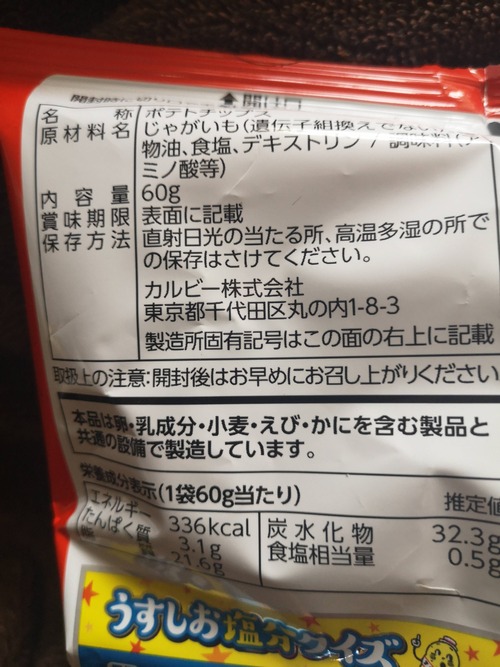 開封口
名称 ポテトチップス
原材料名 じゃがいも(遺伝子組換えでない)、
物油、食塩、デキストリン / 調味料(ア
ミノ酸等)
内容量 60g
賞味期限 表面に記載
保存方法 直射日光の当たる所、高温多湿の所で
の保存はさけてください。
カルビー株式会社
東京都千代田区丸の内1-8-3
製造所固有記号はこの面の右上に記載
取扱上の注意:開封後はお早めにお召し上がりください
本品は卵・乳成分・小麦・えび・かにを含む製品と
共通の設備で製造しています。
栄養成分表示(1袋60g当たり) 推定値
エネルギー 336kcal 炭水化物 32.3g
たんぱく質 3.1g 食塩相当量 0.5g
脂 質 21.6g
うすしお塩分クイズ